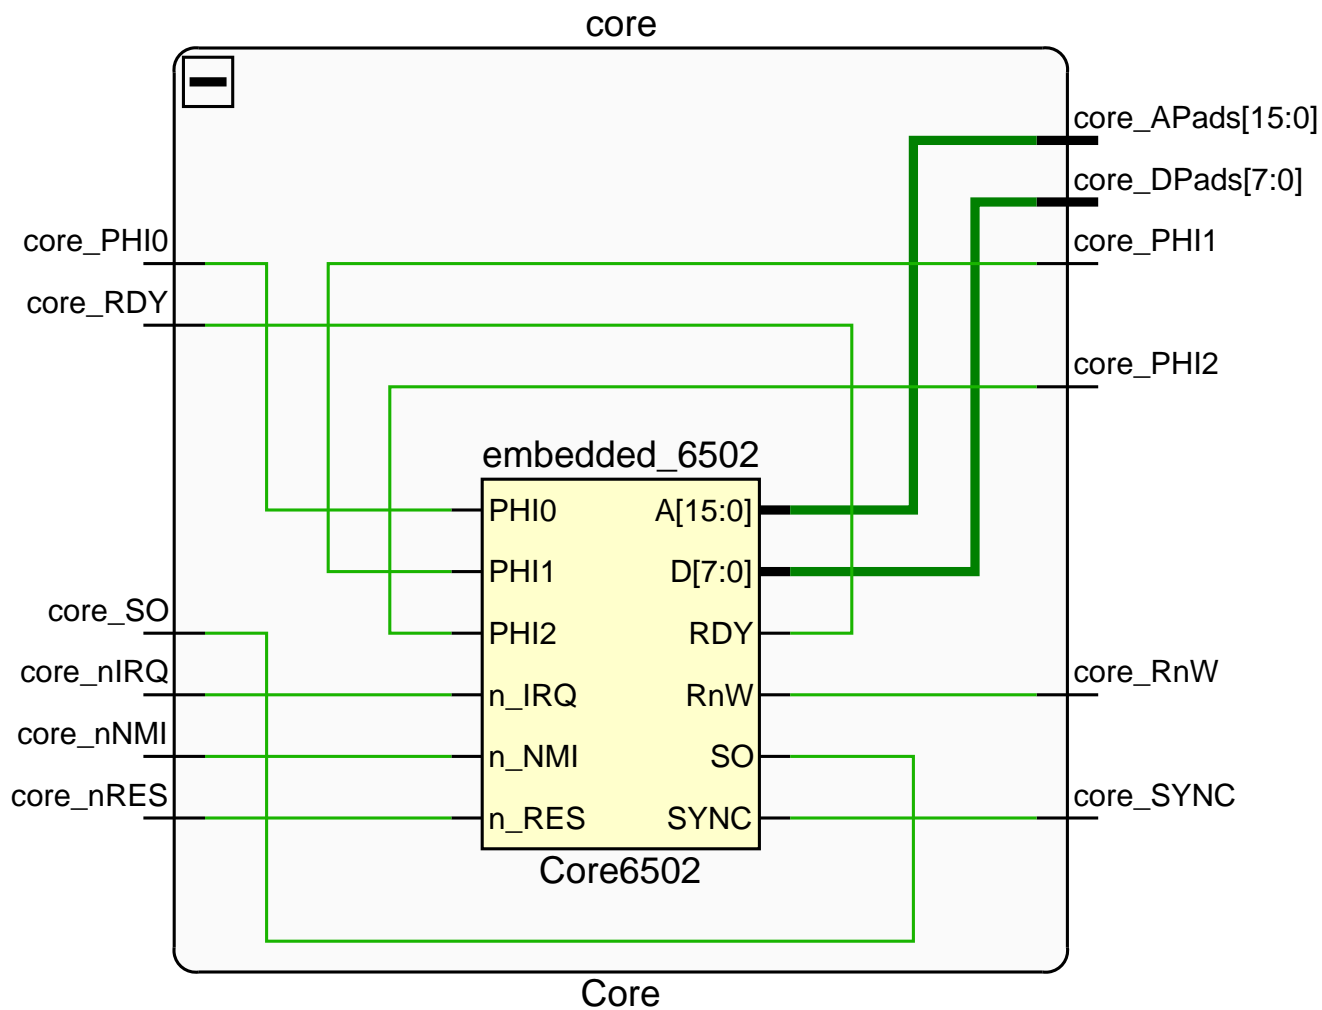 core
core_APads[15:0]
core_DPads[7:0]
core_PHI0
core_PHI1
core_RDY
core_PHI2
embedded_6502
PHI0 A[15:0]
PHI1 D[7:0]
core_SO
PHI2 RDY
core_nIRQ
core_RnW
n_IRQ RnW
core_nNMI
n_NMI SO
core_nRES
core_SYNC
n_RES SYNC
Core6502
Core